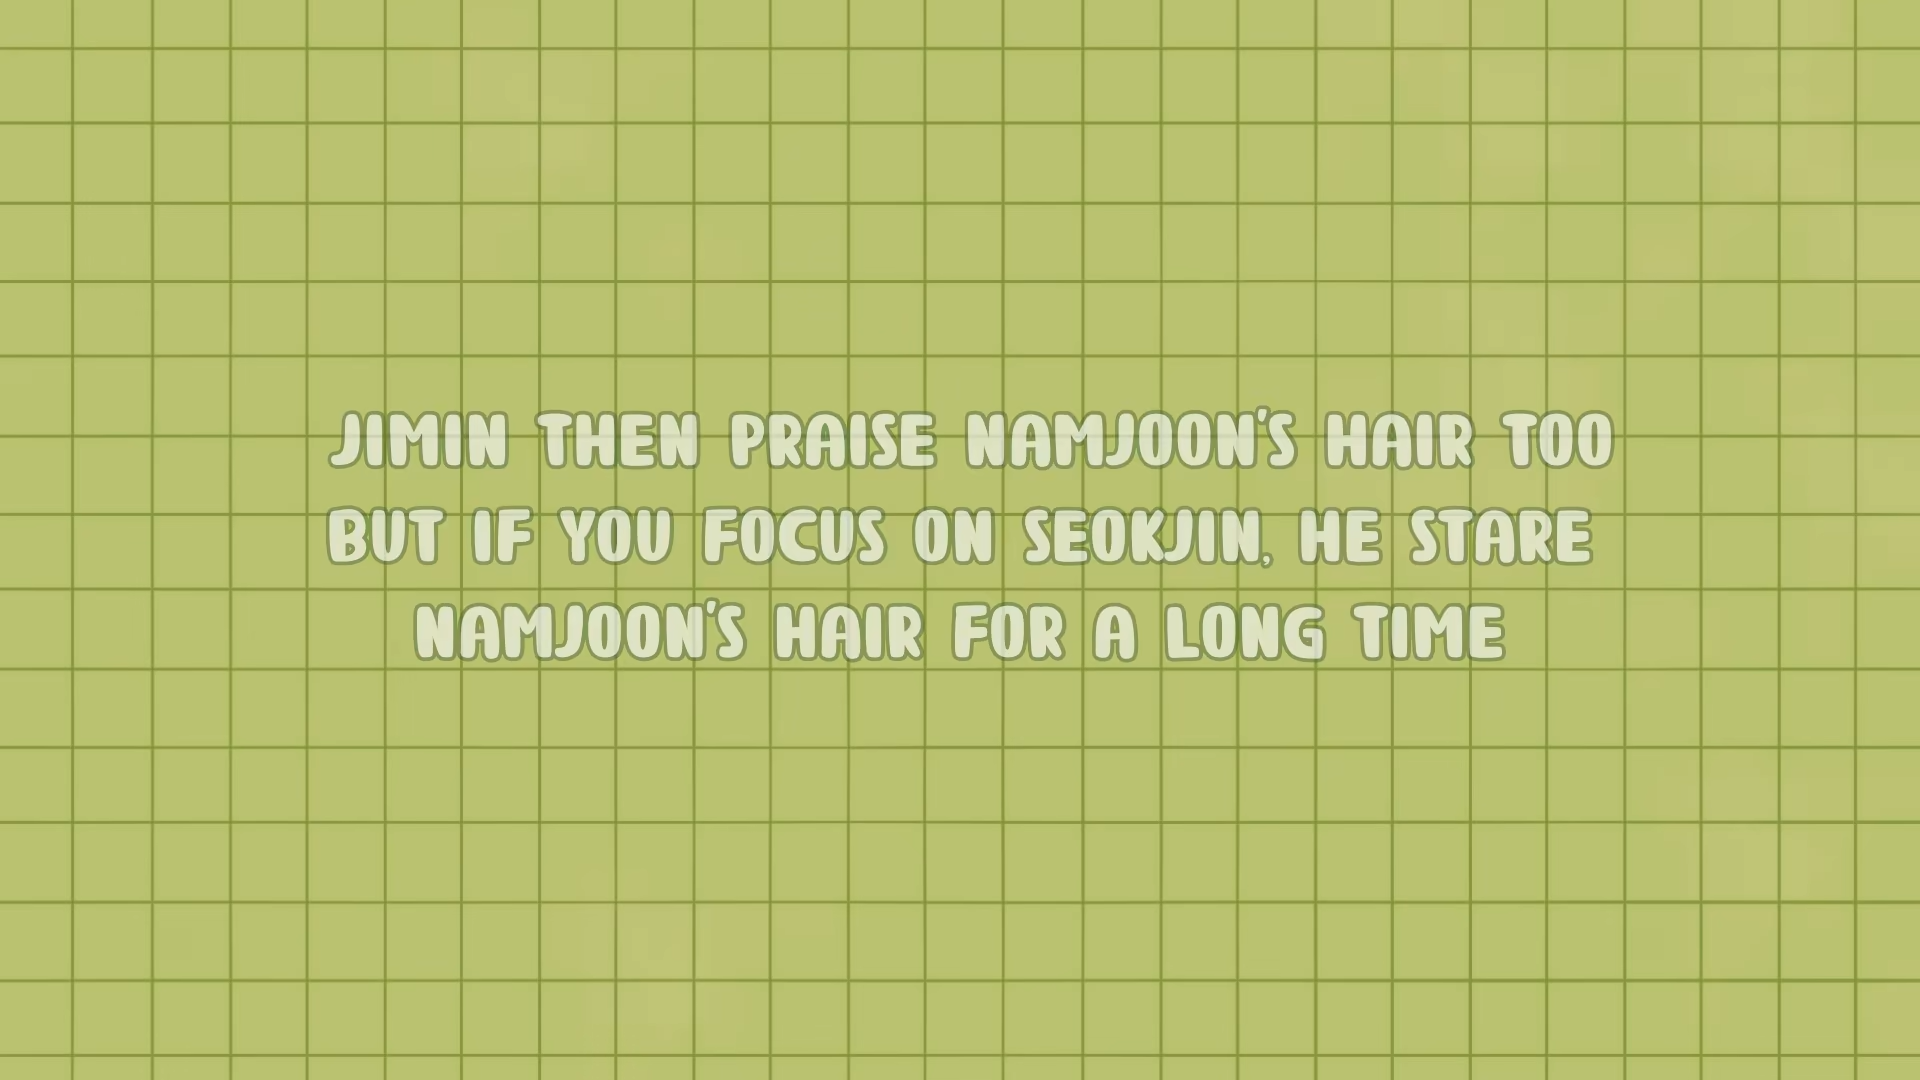 JIMIN THEN PRAISE NAMJOON'S HAIR TOO
BUT IF YOU FOCUS ON SEOKJIN, HE STARE
NAMJOON'S HAIR FOR A LONG TIME